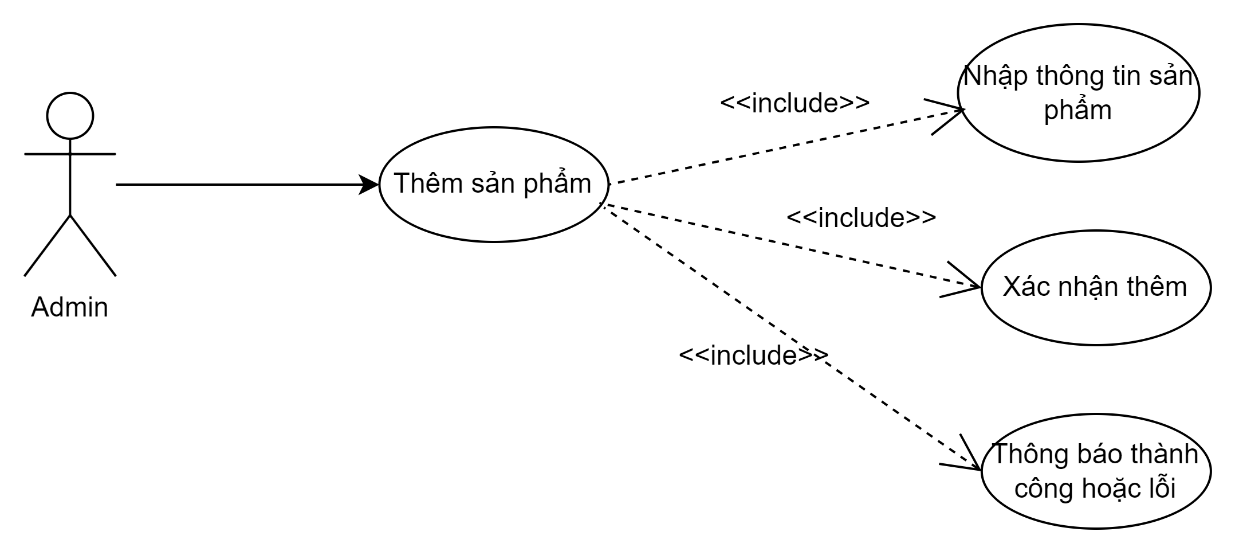 Nhập thông tin sản
phẩm
<<include>>
Thêm sản phẩm
<<include>>
Xác nhận thêm
Admin
<<include>>
Thông báo thành
công hoặc lỗi